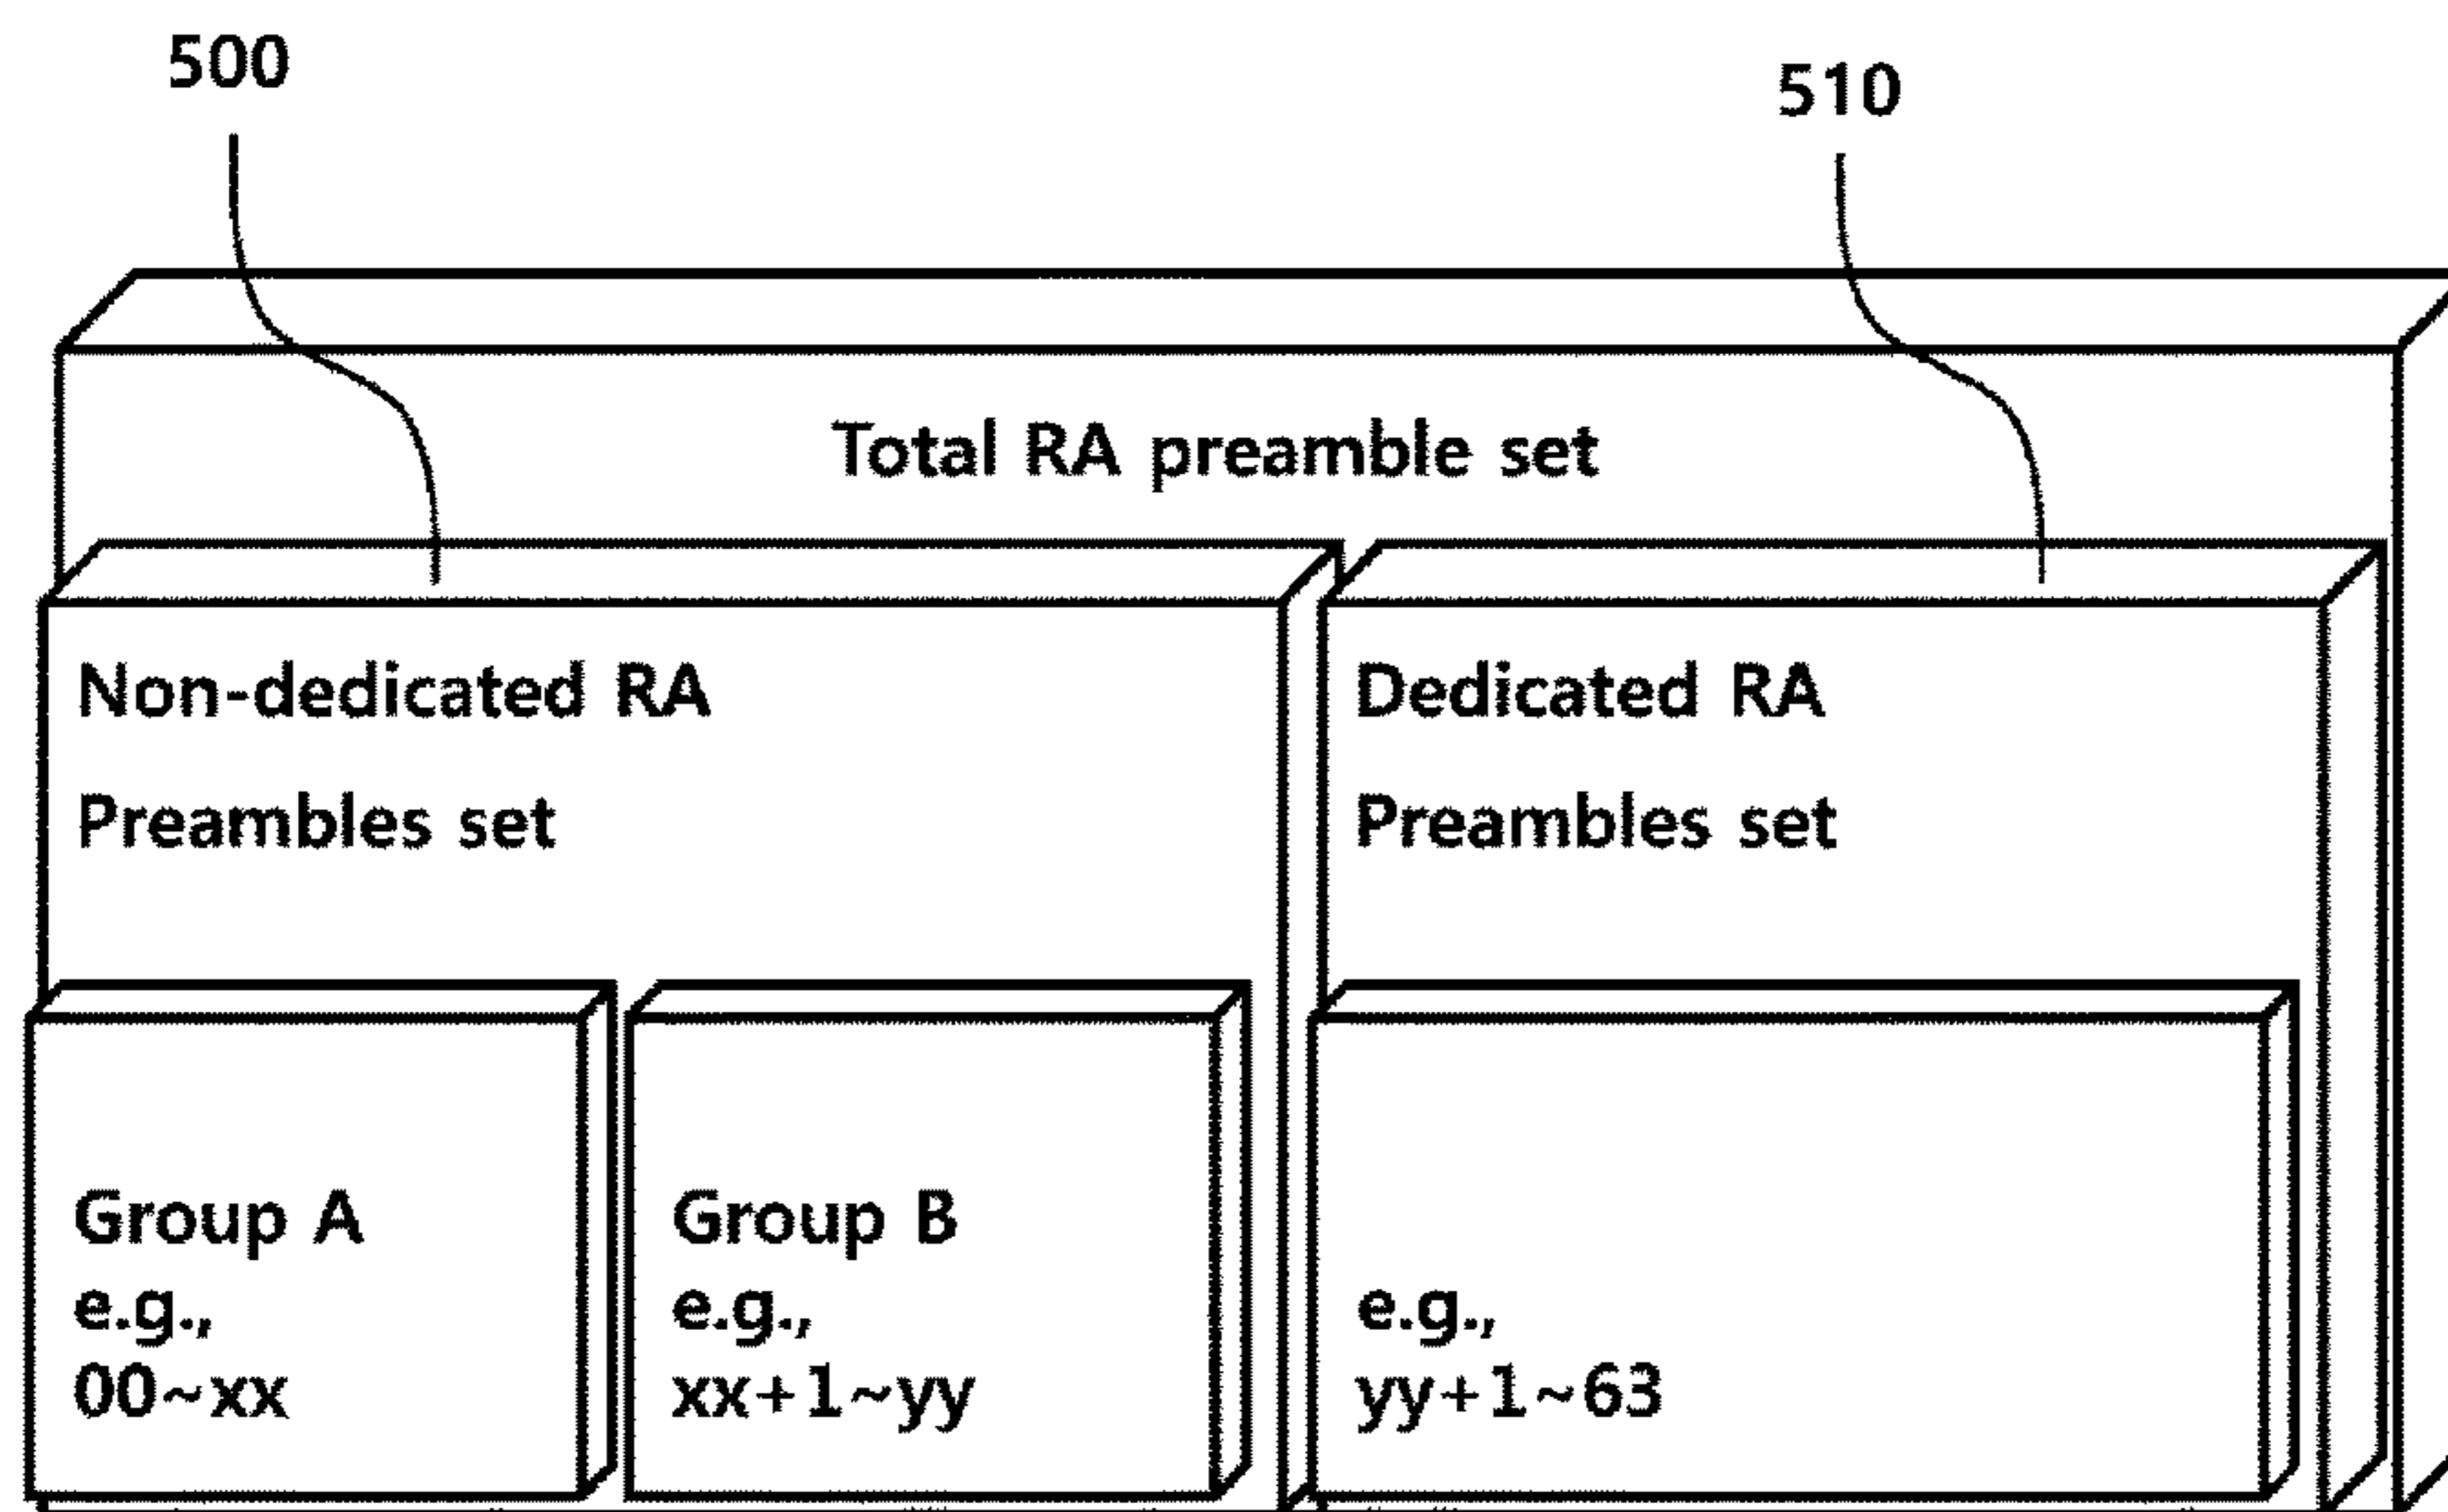 500
510
Total RA preamble set
Non-dedicated RA
Preambles set
Dedicated RA
Preambles set
Group A
e.g.,
00~xx
Group B
e.g.,
xx+1~yy
e.g.,
yy+1~63